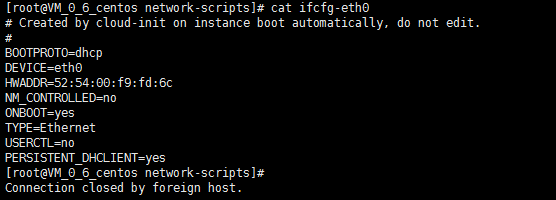 [root@VM_0_6_centos network-scripts]# cat ifcfg-eth0
# Created by cloud-init on instance boot automatically, do not edit.
#
BOOTPROTO=dhcp
DEVICE=eth0
HWADDR=52:54:00:f9:fd:6c
NM_CONTROLLED=no
ONBOOT=yes
TYPE=Ethernet
USERCTL=no
PERSISTENT_DHCLIENT=yes
[root@VM_0_6_centos network-scripts]#
Connection closed by foreign host.